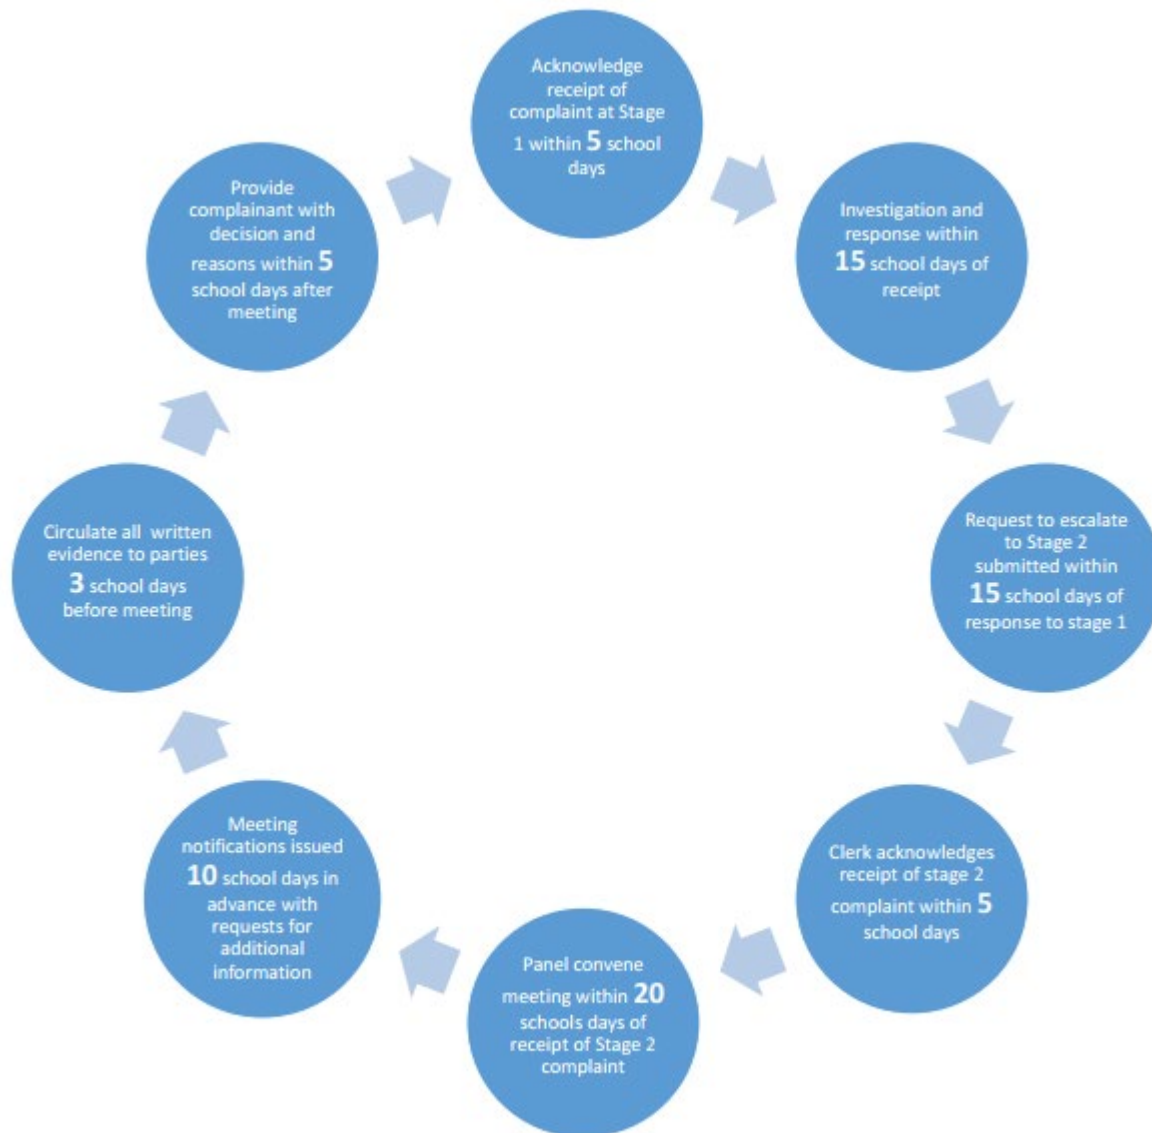 Acknowledge
receipt of
complaint at Stage
1 within 5 school
days
Investigation and
response within
15 school days of
receipt
Request to escalate
to Stage 2
submitted within
15 school days of
response to stage 1
Clerk acknowledges
receipt of stage 2
complaint within 5
school days
Panel convene
meeting within 20
schools days of
receipt of Stage 2
complaint
Meeting
notifications issued
10 school days in
advance with
requests for
additional
information
Circulate all written
evidence to parties
3 school days
before meeting
Provide
complainant with
decision and
reasons within 5
school days after
meeting